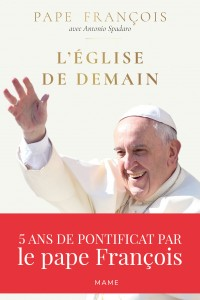 PAPE FRANÇOIS
avec Antonio Spadaro
L'ÉGLISE
DE DEMAIN
5 ANS DE PONTIFICAT PAR
le pape François
MAME